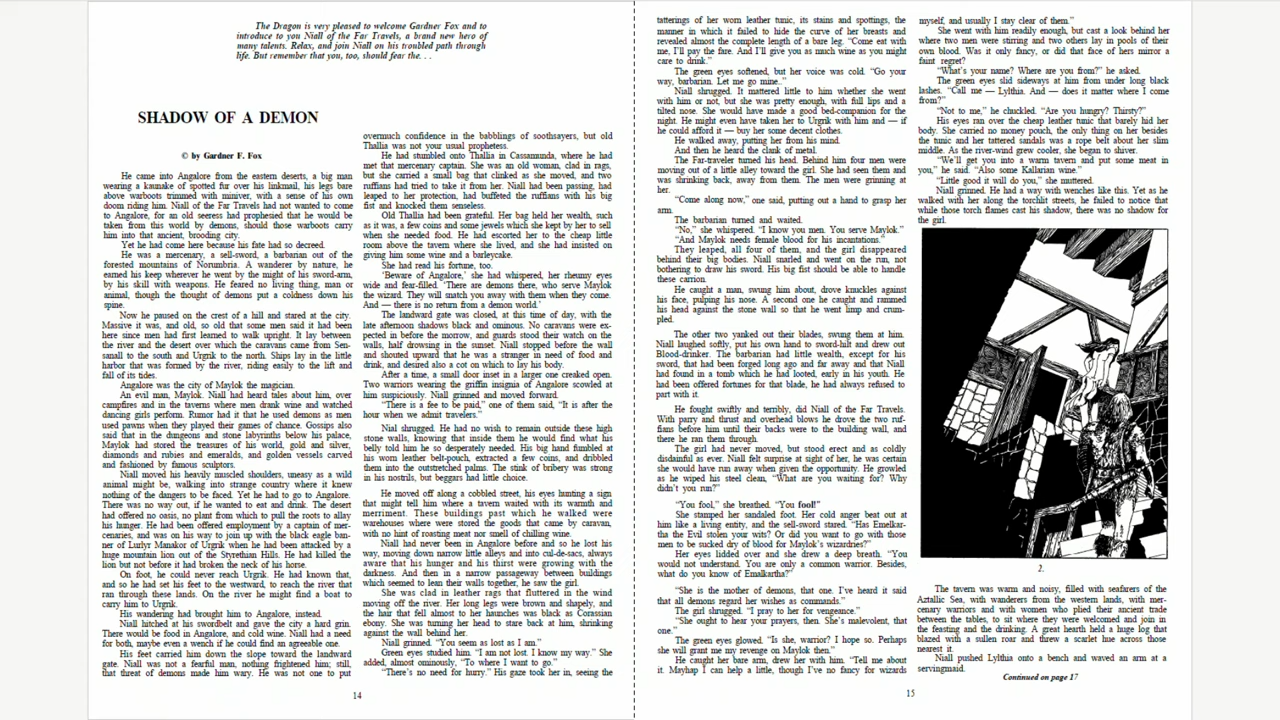 The Dragon is very pleased to welcome Gardner Fox and to
introduce you to Niall of the Far Travels, a brand new hero of
many talents. Relax, and join Niall on his troubled path through
life. But remember that you, too, should fear the. . .
SHADOW OF A DEMON
© by Gardner F. Fox
He came into Angalore from the eastern deserts, a big man
wearing a kaunake of spotted fur over his linkmail, his legs bare
above warboots trimmed with miniver, with a sense of his own
doom riding him. Niall of the Far Travels had not wanted to come
to Angalore, for an old seeress had prophesied that he would be
taken from this world by demons, should those warboots carry
him into that ancient, brooding city.
Yet he had come here because his fate had so decreed.
He was a mercenary, a sell-sword, a barbarian out of the
forested mountains of Norumbria. A wanderer by nature, he
earned his keep wherever he went by the might of his sword-arm,
by his skill with weapons. He feared no living thing, man or
animal, though the thought of demons put a coldness down his
spine.
Now he paused on the crest of a hill and stared at the city.
Massive it was, and old, so old that some men said it had been
here since men had first learned to walk upright. It lay between
the river and the desert over which the caravans came from Sen-
sanall to the south and Urgrik to the north. Ships lay in the little
harbor that was formed by the river, riding easily to the lift and
fall of its tides.
Angalore was the city of Maylok the magician.
An evil man, Maylok. Niall had heard tales about him, over
campfires and in the taverns where men drank wine and watched
dancing girls perform. Rumor had it that he used demons as men
used pawns when they played their games of chance. Gossips also
said that in the dungeons and stone labyrinths below his palace,
Maylok had stored the treasures of his world, gold and silver,
diamonds and rubies and emeralds, and golden vessels carved
and fashioned by famous sculptors.
Niall moved his heavily muscled shoulders, uneasy as a wild
animal might be, walking into strange country where it knew
nothing of the dangers to be faced. Yet he had to go to Angalore.
There was no way out, if he wanted to eat and drink. The desert
had offered no oasis, no plant from which to pull the roots to allay
his hunger. He had been offered employment by a captain of mer-
cenaries, and was on his way to join up with the black eagle ban-
ner of Lurlyr Manakor of Urgrik when he had been attacked by a
huge mountain lion out of the Styrethian Hills. He had killed the
lion but not before it had broken the neck of his horse.
On foot, he could never reach Urgrik. He had known that,
and so he had set his feet to the westward, to reach the river that
ran through these lands. On the river he might find a boat to
carry him to Urgrik.
His wandering had brought him to Angalore, instead.
Niall hitched at his swordbelt and gave the city a hard grin.
There would be food in Angalore, and cold wine. Niall had a need
for both, maybe even a wench if he could find an agreeable one.
His feet carried him down the slope toward the landward
gate. Niall was not a fearful man, nothing frightened him; still,
that threat of demons made him wary. He was not one to put
overmuch confidence in the babblings of soothsayers, but old
Thallia was not your usual prophetess.
He had stumbled onto Thallia in Cassamunda, where he had
met that mercenary captain. She was an old woman, clad in rags,
but she carried a small bag that clinked as she moved, and two
ruffians had tried to take it from her. Niall had been passing, had
leaped to her protection, had buffeted the ruffians with his big
fist and knocked them senseless.
Old Thallia had been grateful. Her bag held her wealth, such
as it was, a few coins and some jewels which she kept by her to sell
when she needed food. He had escorted her to the cheap little
room above the tavern where she lived, and she had insisted on
giving him some wine and a barleycake.
She had read his fortune, too.
‘Beware of Angalore,’ she had whispered, her rheumy eyes
wide and fear-filled. ‘There are demons there, who serve Maylok
the wizard. They will snatch you away with them when they come.
And — there is no return from a demon world.’
The landward gate was closed, at this time of day, with the
late afternoon shadows black and ominous. No caravans were ex-
pected in before the morrow, and guards stood their watch on the
walls, half drowsing in the sunset. Niall stopped before the wall
and shouted upward that he was a stranger in need of food and
drink, and desired also a cot on which to lay his body.
After a time, a small door inset in a larger one creaked open.
Two warriors wearing the griffin insignia of Angalore scowled at
him suspiciously. Niall grinned and moved forward.
“There is a fee to be paid,” one of them said, “It is after the
hour when we admit travelers.”
Nial shrugged. He had no wish to remain outside these high
stone walls, knowing that inside them he would find what his
belly told him he so desperately needed. His big hand fumbled at
his worn leather belt-pouch, extracted a few coins, and dribbled
them into the outstretched palms. The stink of bribery was strong
in his nostrils, but beggars had little choice.
He moved off along a cobbled street, his eyes hunting a sign
that might tell him where a tavern waited with its warmth and
merriment. These buildings past which he walked were
warehouses where were stored the goods that came by caravan,
with no hint of roasting meat nor smell of chilling wine.
Niall had never been in Angalore before and so he lost his
way, moving down narrow little alleys and into cul-de-sacs, always
aware that his hunger and his thirst were growing with the
darkness. And then in a narrow passageway between buildings
which seemed to lean their walls together, he saw the girl.
She was clad in leather rags that fluttered in the wind
moving off the river. Her long legs were brown and shapely, and
the hair that fell almost to her haunches was black as Corassian
ebony. She was turning her head to stare back at him, shrinking
against the wall behind her.
Niall grinned. “You seem as lost as I am.”
Green eyes studied him. “I am not lost. I know my way.” She
added, almost ominously, “To where I want to go.”
“There’s no need for hurry.” His gaze took her in, seeing the
14
tatterings of her worn leather tunic, its stains and spottings, the
manner in which it failed to hide the curve of her breasts and
revealed almost the complete length of a bare leg. “Come eat with
me, I’ll pay the fare. And I’ll give you as much wine as you might
care to drink.”
The green eyes softened, but her voice was cold. “Go your
way, barbarian. Let me go mine..”
Niall shrugged. It mattered little to him whether she went
with him or not, but she was pretty enough, with full lips and a
tilted nose. She would have made a good bed-companion for the
night. He might even have taken her to Urgrik with him and — if
he could afford it — buy her some decent clothes.
He walked away, putting her from his mind.
And then he heard the clank of metal.
The Far-traveler turned his head. Behind him four men were
moving out of a little alley toward the girl. She had seen them and
was shrinking back, away from them. The men were grinning at
her.
“Come along now,” one said, putting out a hand to grasp her
arm.
The barbarian turned and waited.
“No,” she whispered. “I know you men. You serve Maylok.”
“And Maylok needs female blood for his incantations.”
They leaped, all four of them, and the girl disappeared
behind their big bodies. Niall snarled and went on the run, not
bothering to draw his sword. His big fist should be able to handle
these carrion.
He caught a man, swung him about, drove knuckles against
his face, pulping his nose. A second one he caught and rammed
his head against the stone wall so that he went limp and crum-
pled.
The other two yanked out their blades, swung them at him.
Niall laughed softly, put his own hand to sword-hilt and drew out
Blood-drinker. The barbarian had little wealth, except for his
sword, that had been forged long ago and far away and that Niall
had found in a tomb which he had looted, early in his youth. He
had been offered fortunes for that blade, he had always refused to
part with it.
He fought swiftly and terribly, did Niall of the Far Travels.
With parry and thrust and overhead blows he drove the two ruf-
fians before him until their backs were to the building wall, and
there he ran them through.
The girl had never moved, but stood erect and as coldly
disdainful as ever. Niall felt surprise at sight of her, he was certain
she would have run away when given the opportunity. He growled
as he wiped his steel clean, “What are you waiting for? Why
didn’t you run?”
“You fool,” she breathed. “You fool!”
She stamped her sandaled foot. Her cold anger beat out at
him like a living entity, and the sell-sword stared. “Has Emelkar-
tha the Evil stolen your wits? Or did you want to go with those
men to be sucked dry of blood for Maylok’s wizardries?”
Her eyes lidded over and she drew a deep breath. “You
would not understand. You are only a common warrior. Besides,
what do you know of Emalkartha?”
“She is the mother of demons, that one. I’ve heard it said
that all demons regard her wishes as commands.”
The girl shrugged. “I pray to her for vengeance.”
“She ought to hear your prayers, then. She’s malevolent, that
one.”
The green eyes glowed. “Is she, warrior? I hope so. Perhaps
she will grant me my revenge on Maylok then.”
He caught her bare arm, drew her with him. “Tell me about
it. Mayhap I can help a little, though I’ve no fancy for wizards
15
myself, and usually I stay clear of them.”
She went with him readily enough, but cast a look behind her
where two men were stirring and two others lay in pools of their
own blood. Was it only fancy, or did that face of hers mirror a
faint regret?
“What’s your name? Where are you from?” he asked.
The green eyes slid sideways at him from under long black
lashes. “Call me — Lylthia. And — does it matter where I come
from?”
“Not to me,” he chuckled. “Are you hungry? Thirsty?”
His eyes ran over the cheap leather tunic that barely hid her
body. She carried no money pouch, the only thing on her besides
the tunic and her tattered sandals was a rope belt about her slim
middle. As the river-wind grew cooler, she began to shiver.
“We’ll get you into a warm tavern and put some meat in
you,” he said. “Also some Kallarian wine.”
“Little good it will do you,” she muttered.
Niall grinned. He had a way with wenches like this. Yet as he
walked with her along the torchlit streets, he failed to notice that
while those torch flames cast his shadow, there was no shadow for
the girl.
2.
The tavern was warm and noisy, filled with seafarers of the
Aztallic Sea, with wanderers from the western lands, with mer-
cenary warriors and with women who plied their ancient trade
between the tables, to sit where they were welcomed and join in
the feasting and the drinking. A great hearth held a huge log that
blazed with a sullen roar and threw a scarlet hue across those
nearest it.
Niall pushed Lylthia onto a bench and waved an arm at a
servingmaid.
Continued on page 17